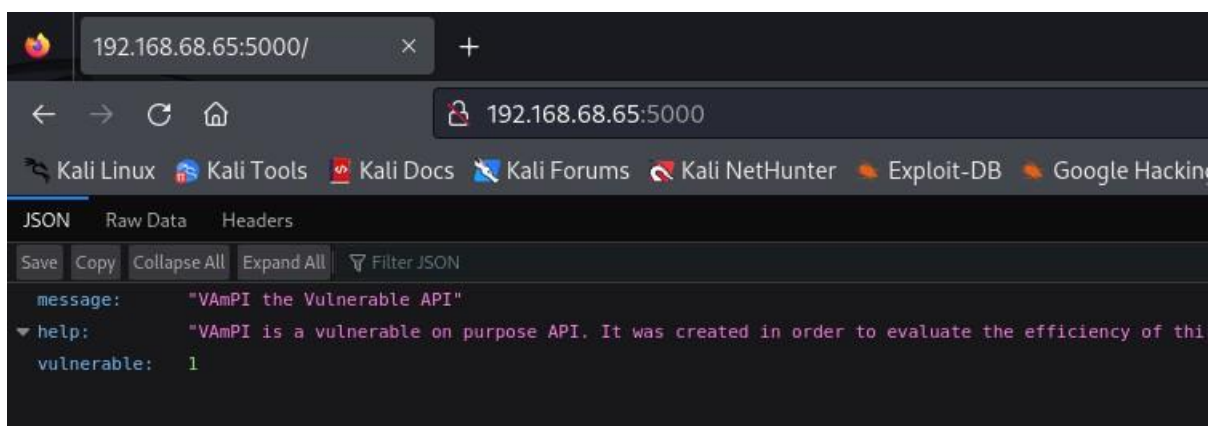 192.168.68.65:5000/ × +
192.168.68.65:5000
Kali Linux Kali Tools Kali Docs Kali Forums Kali NetHunter Exploit-DB Google Hacking
JSON Raw Data Headers
Save Copy Collapse All Expand All Filter JSON
message: "VAmPI the Vulnerable API"
help: "VAmPI is a vulnerable on purpose API. It was created in order to evaluate the efficiency of thi
vulnerable: 1